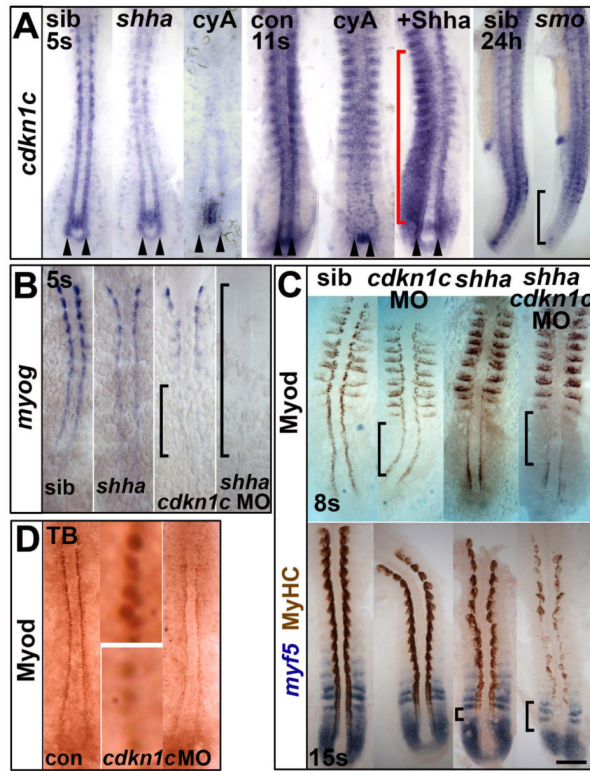 A
sib shha cyA con cyA +Shha sib smo
5s 11s 24h
cdkn1c
B
5s
myog
sib shha cdkn1c MO shha
C
sib cdkn1c MO shha shha cdkn1c MO
Myod
8s
myf5 MyHC
15s
D
TB
Myod
con cdkn1c MO